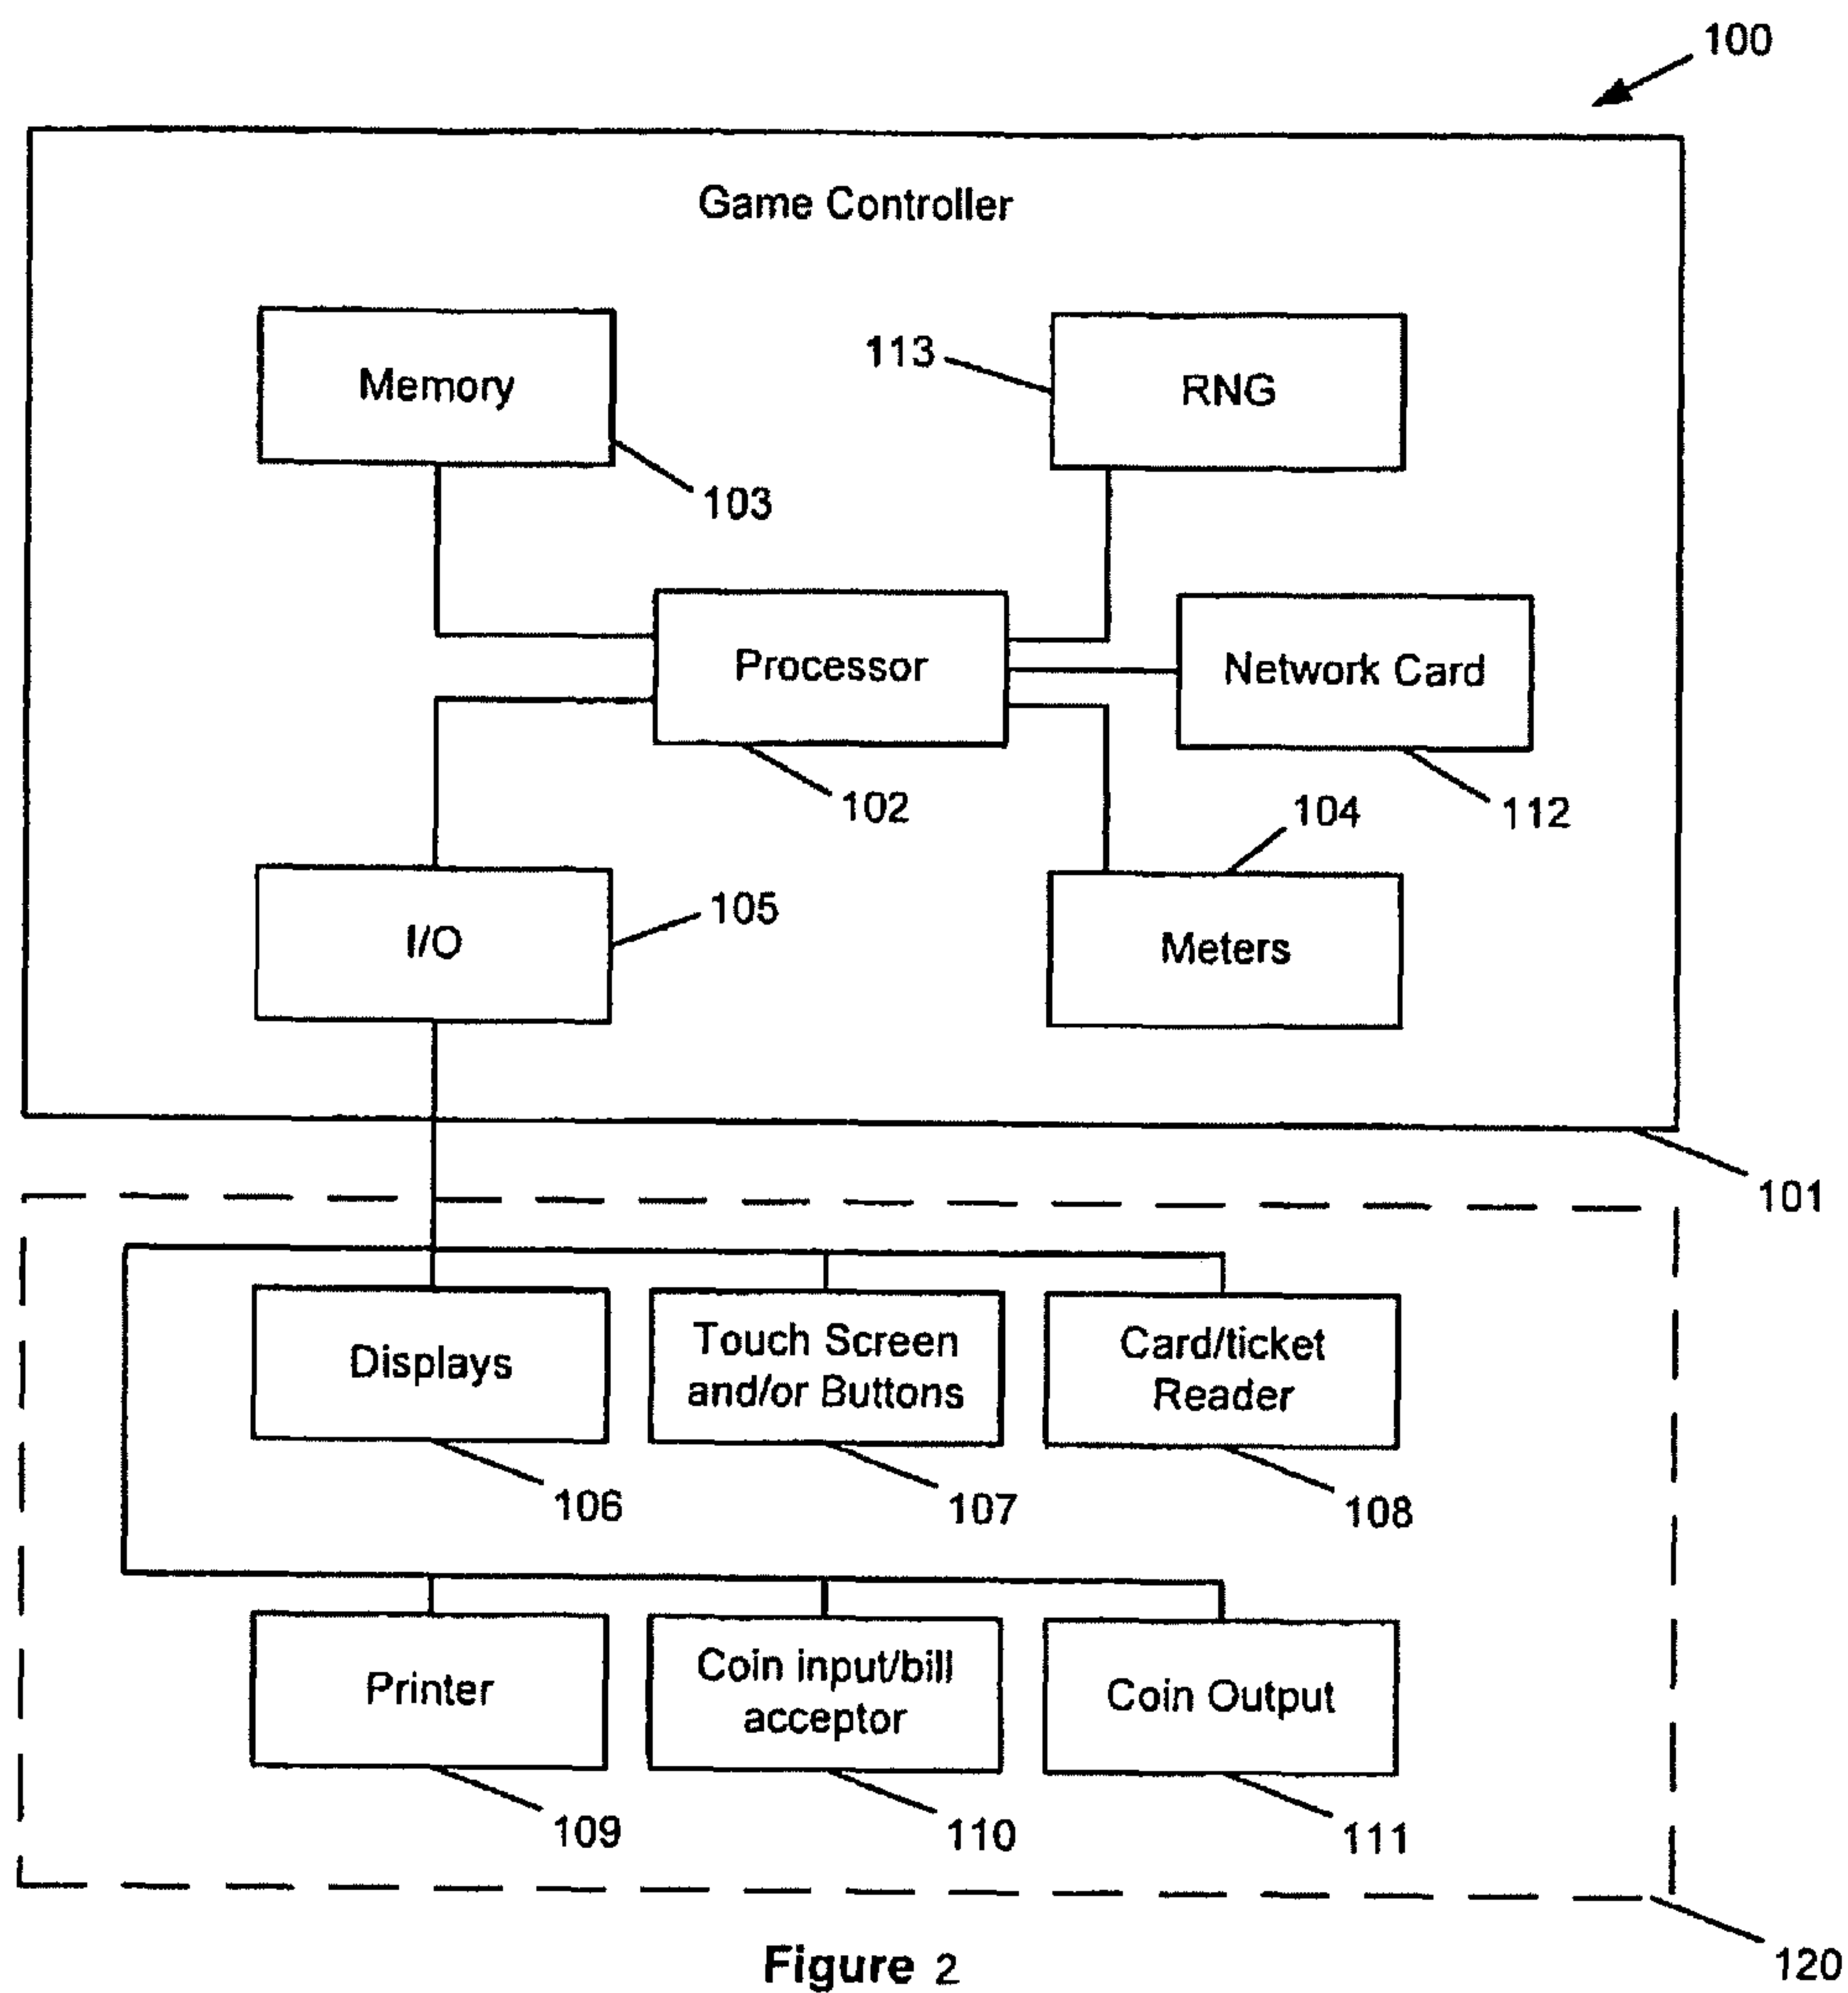 100
Game Controller
Memory
113
RNG
103
Processor
Network Card
102
104
112
I/O
105
Meters
101
Displays
Touch Screen
and/or Buttons
Card/ticket
Reader
106
107
108
Printer
Coin input/bill
acceptor
Coin Output
109
110
111
120
Figure 2